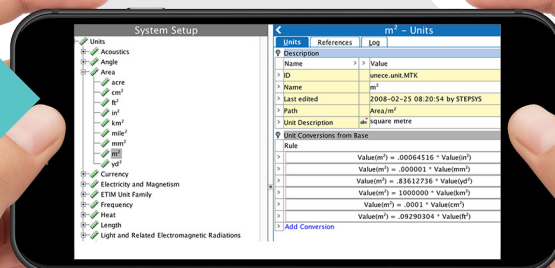 System Setup
Units
Acoustics
Angle
Area
acre
cm²
ft²
in²
km²
mile²
mm²
m²
yd²
Currency
Electricity and Magnetism
ETIM Unit Family
Frequency
Heat
Length
Light and Related Electromagnetic Radiations
m² – Units
Units References Log
Description
Name > > Value
> ID unece.unit.MTK
> Name m²
> Last edited 2008-02-25 08:20:54 by STEPSYS
> Path Area/m²
> Unit Description abc square metre
Unit Conversions from Base
Rule
> Value(m²) = .00064516 * Value(in²)
> Value(m²) = .000001 * Value(mm²)
> Value(m²) = .83612736 * Value(yd²)
> Value(m²) = 1000000 * Value(km²)
> Value(m²) = .0001 * Value(cm²)
> Value(m²) = .09290304 * Value(ft²)
> Add Conversion